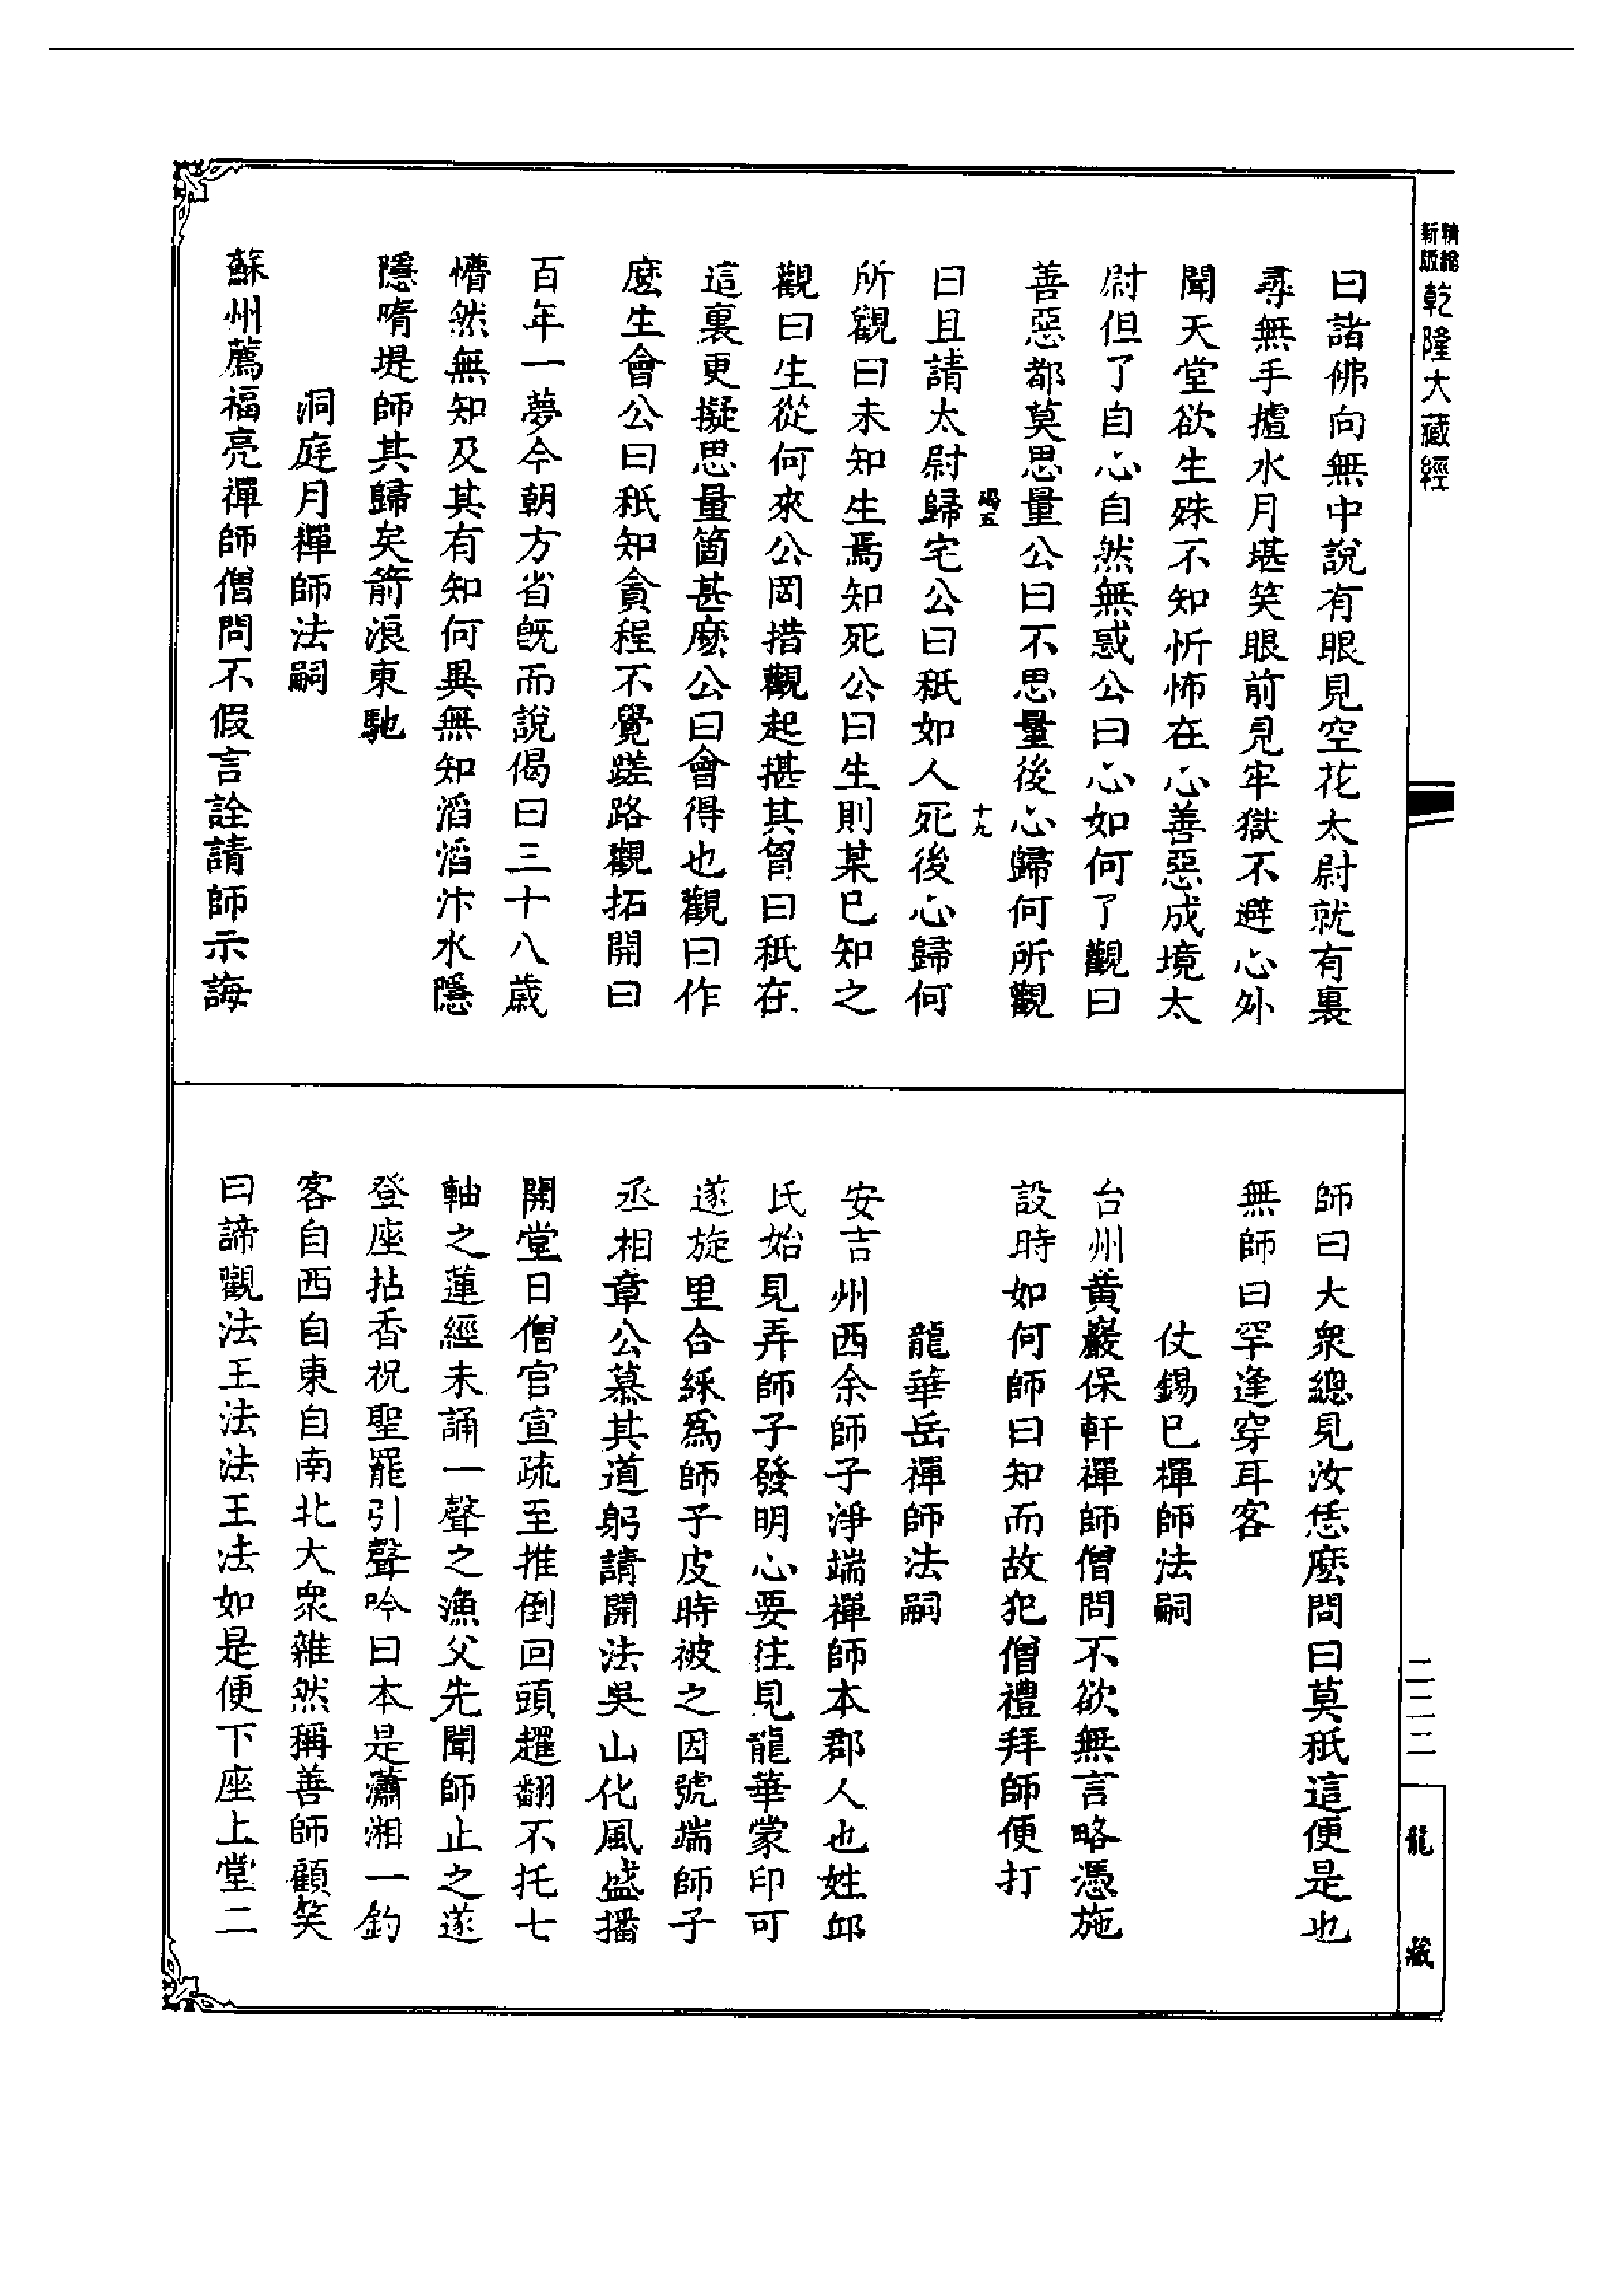 精縮
新版
乾隆大藏經
曰諸佛向無中說有眼見空花太尉就有裏
尋無手攎水月堪笑眼前見牢獄不避心外
聞天堂欲生殊不知忻怖在心善惡成境太
尉但了自心自然無惑公曰心如何了觀曰
善惡都莫思量公曰不思量後心歸何所觀
曰且請太尉歸宅公曰秖如人死後心歸何
所觀曰未知生焉知死公曰生則某已知之
觀曰生從何來公罔措觀起揕其胷曰秖在
這裏更擬思量箇甚麽公曰會得也觀曰作
麽生會公曰秖知貪程不覺蹉路觀拓開曰
百年一夢今朝方省旣而說偈曰三十八歲
懵然無知及其有知何異無知滔滔汴水隱
隱隋堤師其歸矣箭浪東馳
洞庭月禪師法嗣
蘇州薦福亮禪師僧問不假言詮請師示誨
十九
師曰大衆總見汝恁麽問曰莫秖這便是也
無師曰罕逢穿耳客
仗錫已禪師法嗣
台州黄巖保軒禪師僧問不欲無言略憑施
設時如何師曰知而故犯僧禮拜師便打
龍華岳禪師法嗣
安吉州西余師子淨端禪師本郡人也姓邱
氏始見弄師子發明心要往見龍華蒙印可
遂旋里合綵爲師子皮時被之因號端師子
丞相章公慕其道躬請開法吳山化風盛播
開堂日僧官宣疏至推倒回頭趯翻不托七
軸之蓮經未誦一聲之漁父先聞師止之遂
登座拈香祝聖罷引聲吟曰本是瀟湘一釣
客自西自東自南北大衆雜然稱善師顧笑
曰諦觀法王法法王法如是便下座上堂二
二二二
龍藏